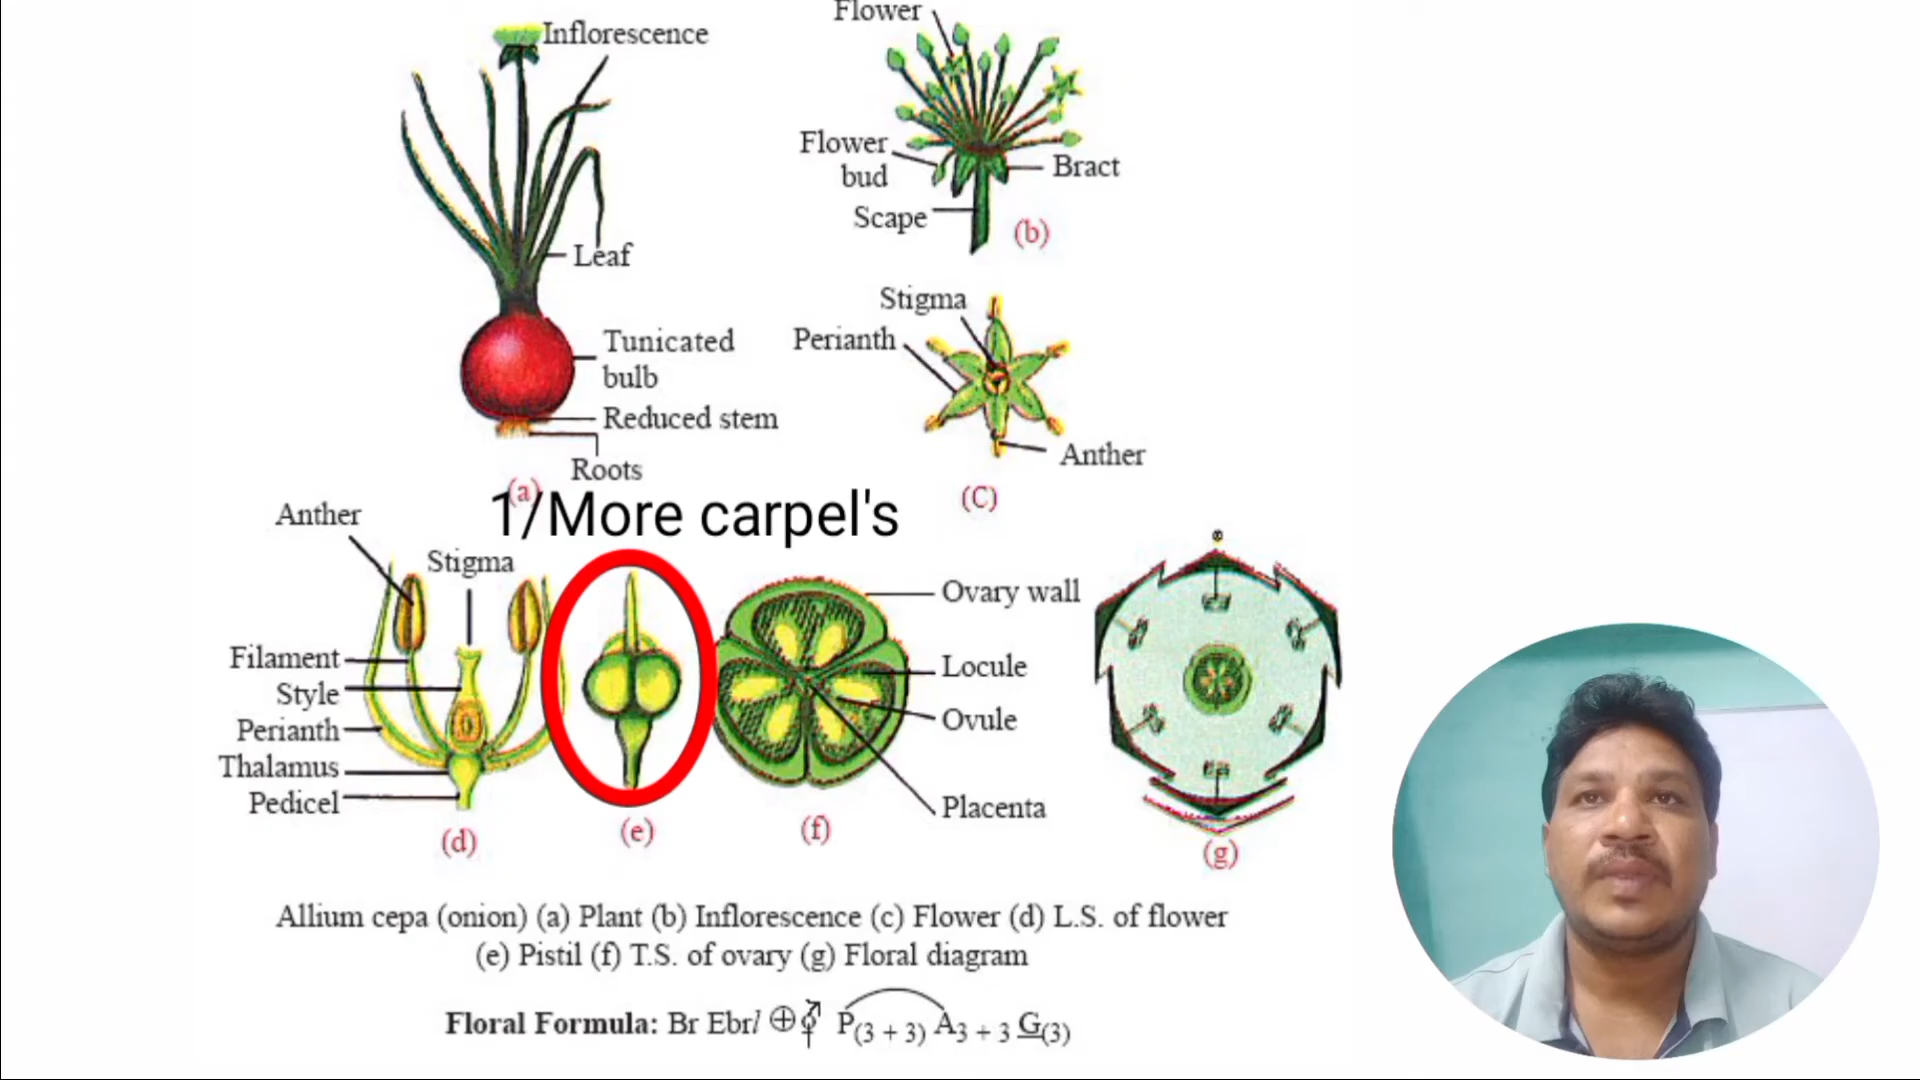 Inflorescence
Leaf
Tunicated
bulb
Reduced stem
Roots
(a)
Flower
Flower
bud
Bract
Scape
(b)
Stigma
Perianth
Anther
(C)
1/More carpel's
Anther
Stigma
Filament
Style
Perianth
Thalamus
Pedicel
(d)
(e)
Ovary wall
Locule
Ovule
Placenta
(f)
(g)
Allium cepa (onion) (a) Plant (b) Inflorescence (c) Flower (d) L.S. of flower
(e) Pistil (f) T.S. of ovary (g) Floral diagram
Floral Formula: Br Ebrl ⊕⚥ P(3 + 3) A3 + 3 G(3)